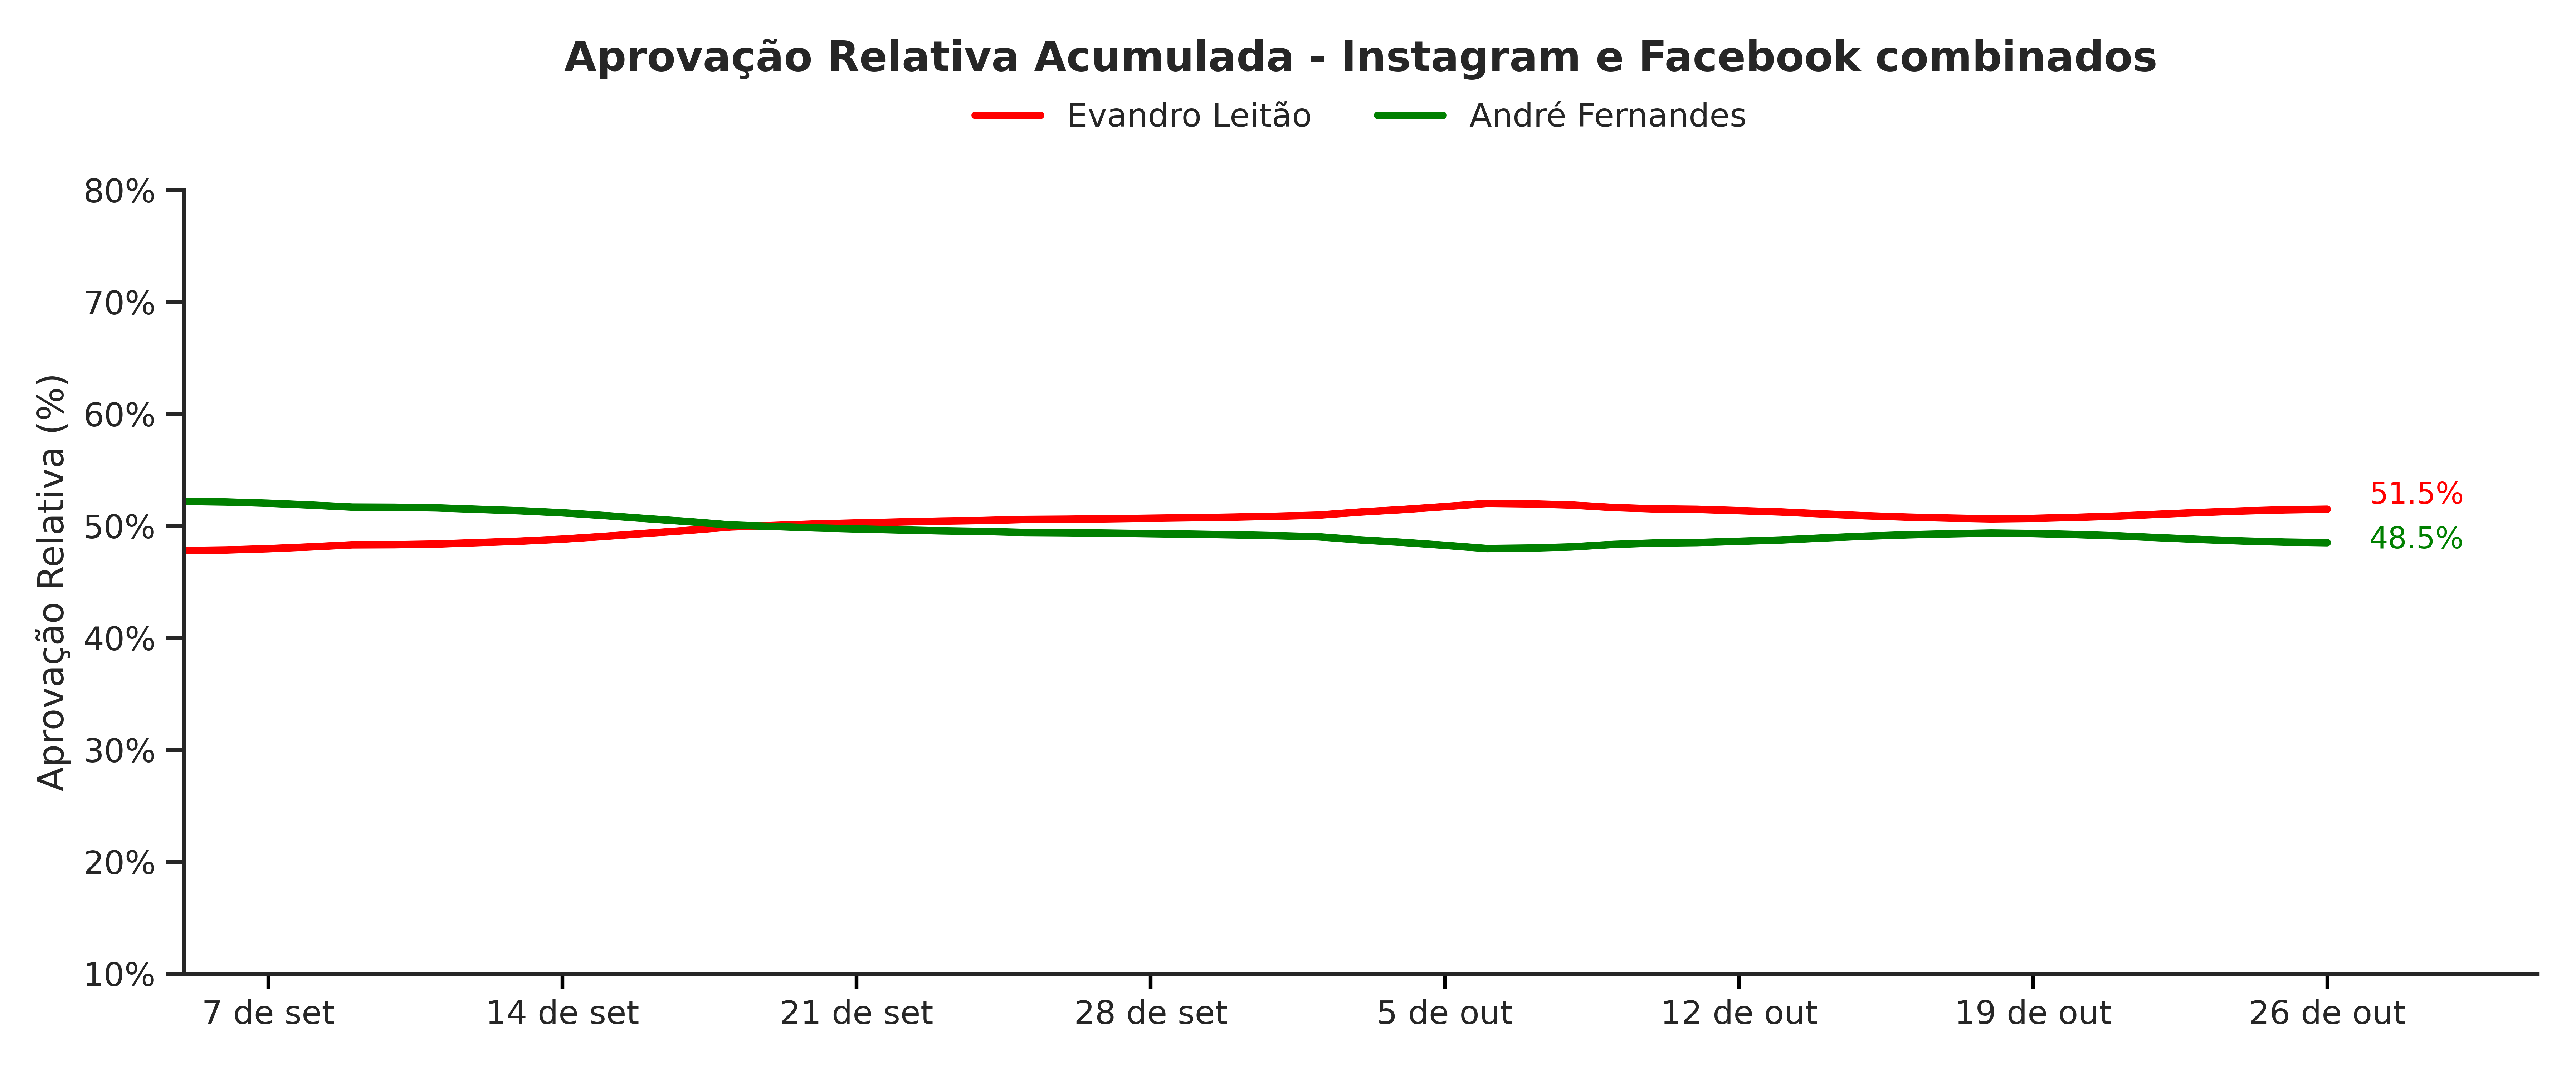 Aprovação Relativa Acumulada - Instagram e Facebook combinados
Evandro Leitão
André Fernandes
Aprovação Relativa (%)
80%
70%
60%
50%
40%
30%
20%
10%
51.5%
48.5%
7 de set
14 de set
21 de set
28 de set
5 de out
12 de out
19 de out
26 de out